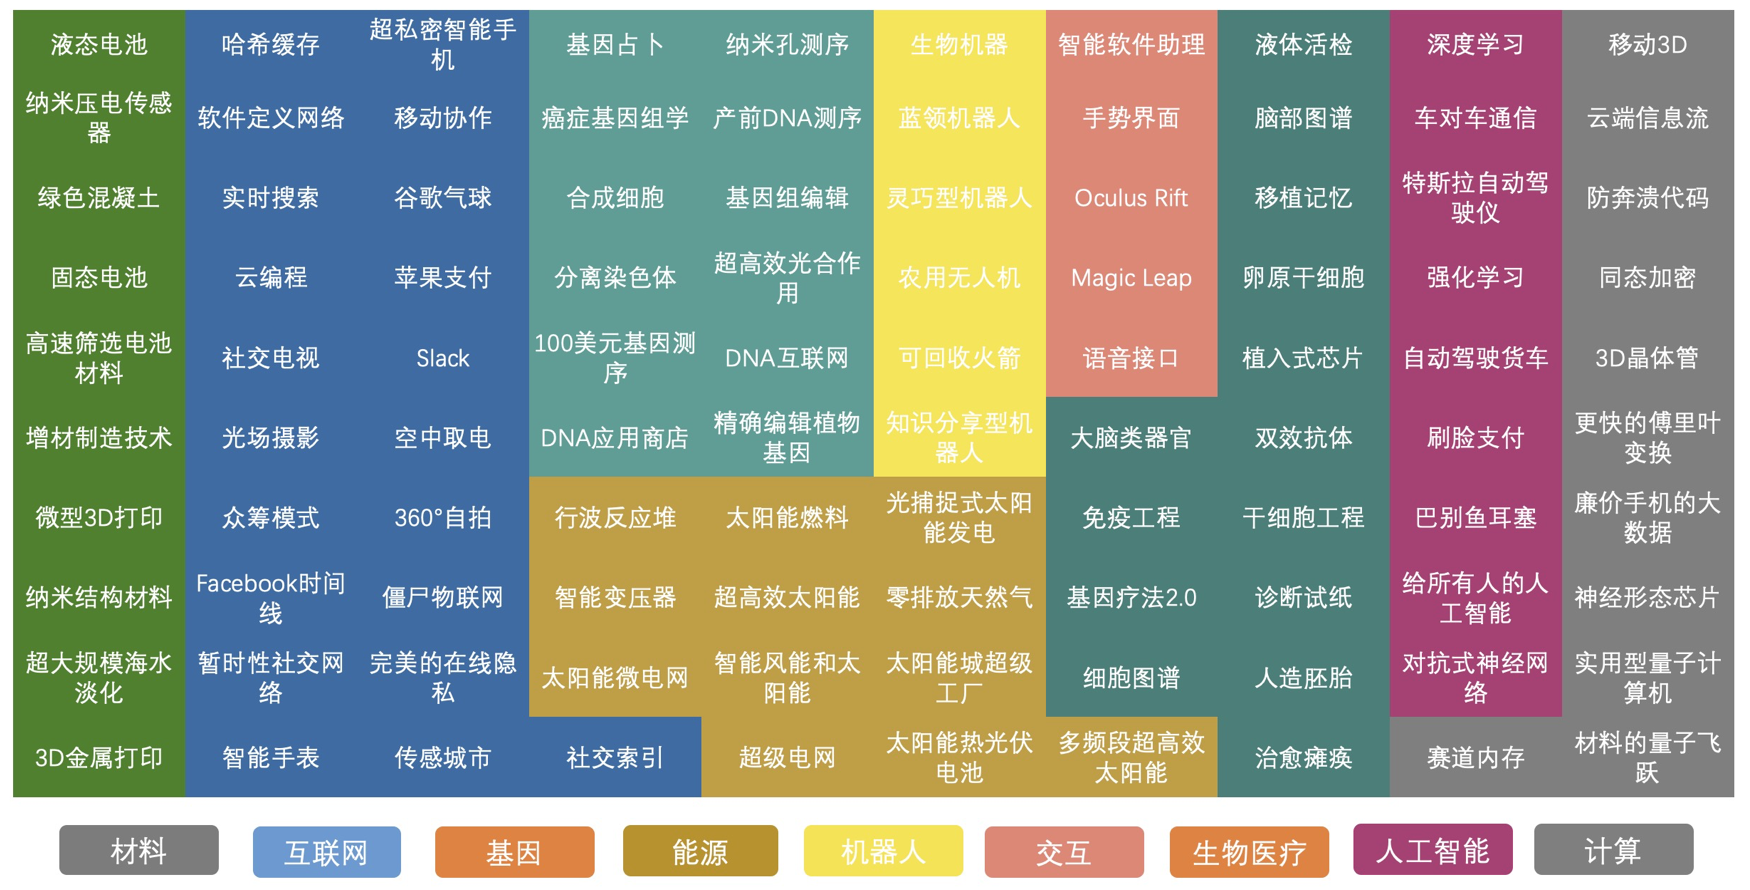 液态电池
哈希缓存
超私密智能手
机
基因占卜
纳米孔测序
生物机器
智能软件助理
液体活检
深度学习
移动3D
纳米压电传感
器
软件定义网络
移动协作
癌症基因组学
产前DNA测序
蓝领机器人
手势界面
脑部图谱
车对车通信
云端信息流
绿色混凝土
实时搜索
谷歌气球
合成细胞
基因组编辑
灵巧型机器人
Oculus Rift
移植记忆
特斯拉自动驾
驶仪
防奔溃代码
固态电池
云编程
苹果支付
分离染色体
超高效光合作
用
农用无人机
Magic Leap
卵原干细胞
强化学习
同态加密
高速筛选电池
材料
社交电视
Slack
100美元基因测
序
DNA互联网
可回收火箭
语音接口
植入式芯片
自动驾驶货车
3D晶体管
增材制造技术
光场摄影
空中取电
DNA应用商店
精确编辑植物
基因
知识分享型机
器人
大脑类器官
双效抗体
刷脸支付
更快的傅里叶
变换
微型3D打印
众筹模式
360°自拍
行波反应堆
太阳能燃料
光捕捉式太阳
能发电
免疫工程
干细胞工程
巴别鱼耳塞
廉价手机的大
数据
纳米结构材料
Facebook时间
线
僵尸物联网
智能变压器
超高效太阳能
零排放天然气
基因疗法2.0
诊断试纸
给所有人的人
工智能
神经形态芯片
超大规模海水
淡化
暂时性社交网
络
完美的在线隐
私
太阳能微电网
智能风能和太
阳能
太阳能城超级
工厂
细胞图谱
人造胚胎
对抗式神经网
络
实用型量子计
算机
3D金属打印
智能手表
传感城市
社交索引
超级电网
太阳能热光伏
电池
多频段超高效
太阳能
治愈瘫痪
赛道内存
材料的量子飞
跃
材料
互联网
基因
能源
机器人
交互
生物医疗
人工智能
计算